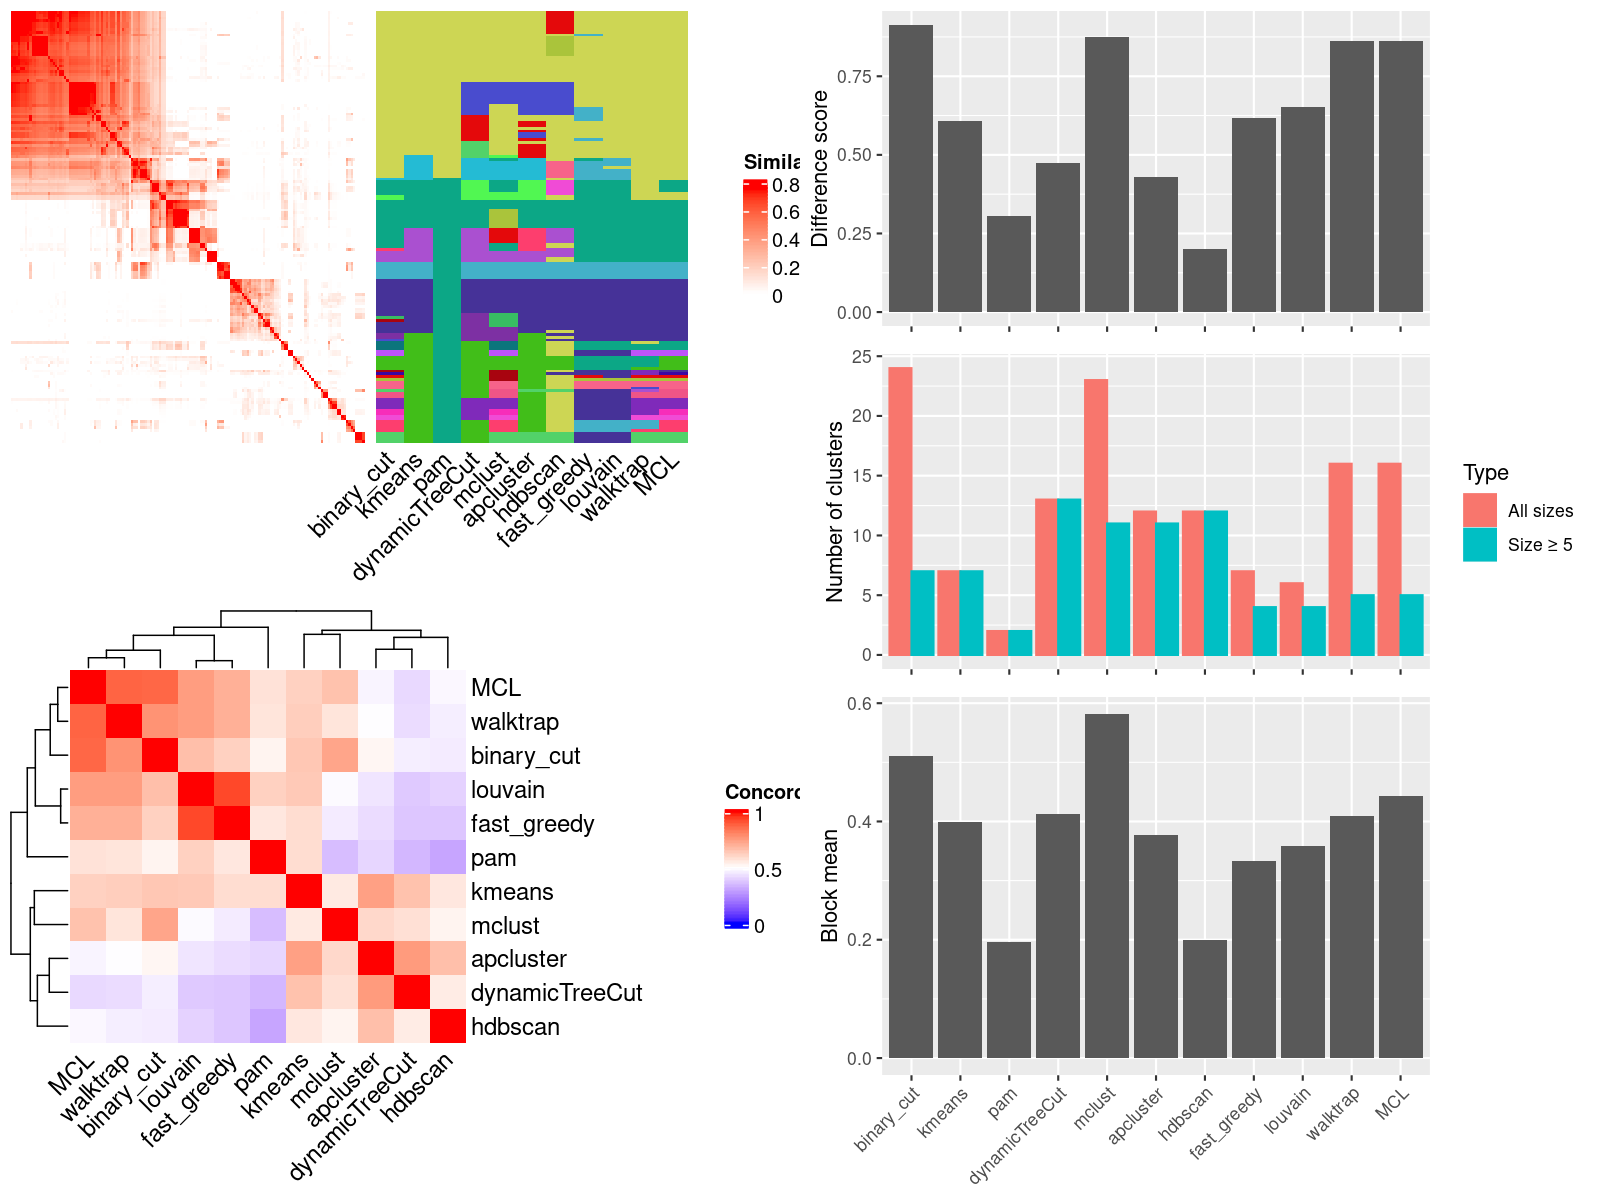 Simila
0.8
0.6
0.4
0.2
0
binary_cut
kmeans
pam
dynamicTreeCut
mclust
apcluster
hdbscan
fast_greedy
louvain
walktrap
MCL
MCL
walktrap
binary_cut
louvain
fast_greedy
pam
kmeans
mclust
apcluster
dynamicTreeCut
hdbscan
MCL
walktrap
binary_cut
louvain
fast_greedy
pam
kmeans
mclust
apcluster
dynamicTreeCut
hdbscan
Concord
1
0.5
0
Difference score
0.75
0.50
0.25
0.00
Number of clusters
25
20
15
10
5
0
Type
All sizes
Size ≥ 5
Block mean
0.6
0.4
0.2
0.0
binary_cut
kmeans
pam
dynamicTreeCut
mclust
apcluster
hdbscan
fast_greedy
louvain
walktrap
MCL